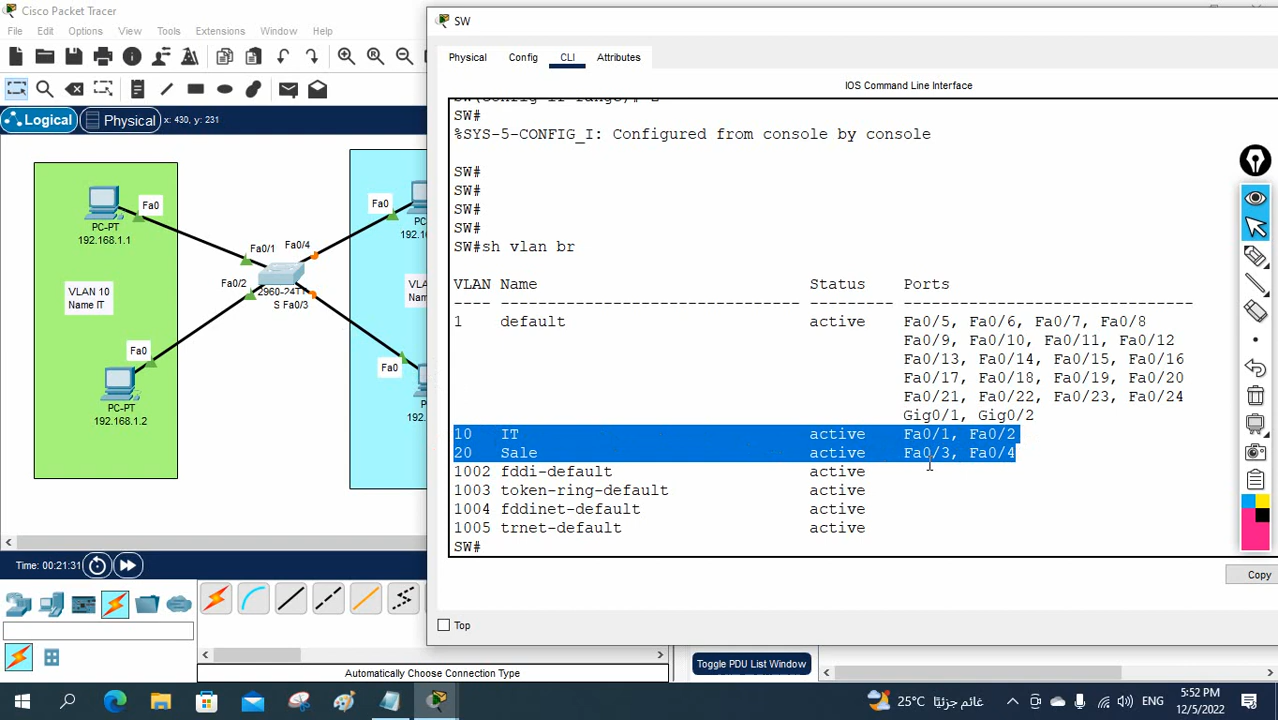 Cisco Packet Tracer
File Edit Options View Tools Extensions Window Help
Logical Physical x: 430, y: 231
Fa0
PC-PT
192.168.1.1
Fa0/1 Fa0/4
Fa0
PC-PT
192.16
Fa0/2
2960-24TT
S Fa0/3
VLAN 10
Name IT
VLA
Nam
Fa0
PC-PT
192.168.1.2
Fa0
Time: 00:21:31
Automatically Choose Connection Type
Toggle PDU List Window
SW
Physical Config CLI Attributes
IOS Command Line Interface
SW#
%SYS-5-CONFIG_I: Configured from console by console
SW#
SW#
SW#
SW#
SW#sh vlan br
VLAN Name Status Ports
---- -------------------------------- --------- -------------------------------
1 default active Fa0/5, Fa0/6, Fa0/7, Fa0/8
Fa0/9, Fa0/10, Fa0/11, Fa0/12
Fa0/13, Fa0/14, Fa0/15, Fa0/16
Fa0/17, Fa0/18, Fa0/19, Fa0/20
Fa0/21, Fa0/22, Fa0/23, Fa0/24
Gig0/1, Gig0/2
10 IT active Fa0/1, Fa0/2
20 Sale active Fa0/3, Fa0/4
1002 fddi-default active
1003 token-ring-default active
1004 fddinet-default active
1005 trnet-default active
SW#
Copy
Top
25°C غائم جزئيًا ENG 5:52 PM
12/5/2022